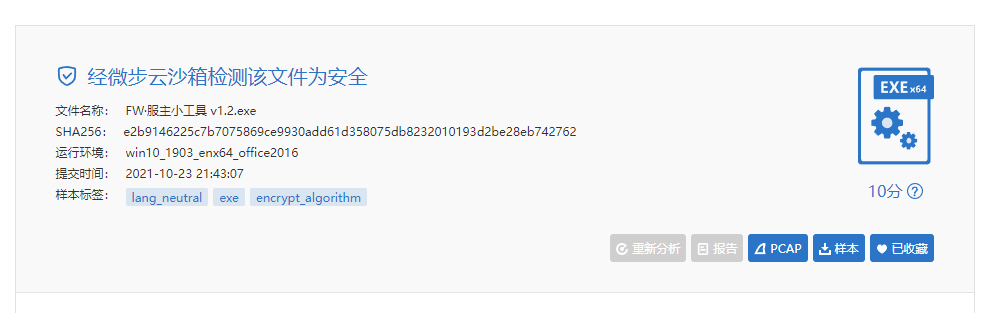 经微步云沙箱检测该文件为安全
文件名称： FW·服主小工具 v1.2.exe
SHA256： e2b9146225c7b7075869ce9930add61d358075db8232010193d2be28eb742762
运行环境： win10_1903_enx64_office2016
提交时间： 2021-10-23 21:43:07
样本标签： lang_neutral exe encrypt_algorithm
EXE x64
10分 ?
重新分析 报告 PCAP 样本 已收藏